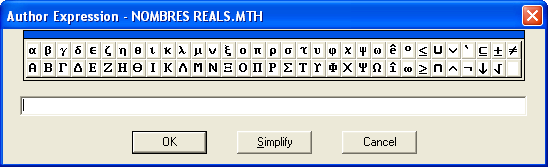 Author Expression - NOMBRES REALS.MTH
α β γ δ ϵ ζ η θ ι κ λ μ ν ξ ο π ρ σ τ υ φ χ ψ ω ê ° ≤ ∪ ∨ ` ⊆ ± ≠
Α Β Γ Δ Ε Ζ Η Θ Ι Κ Λ Μ Ν Ξ Ο Π Ρ Σ Τ Υ Φ Χ Ψ Ω î ∞ ≥ ∩ ∧ ¬ ↓ √
OK Simplify Cancel